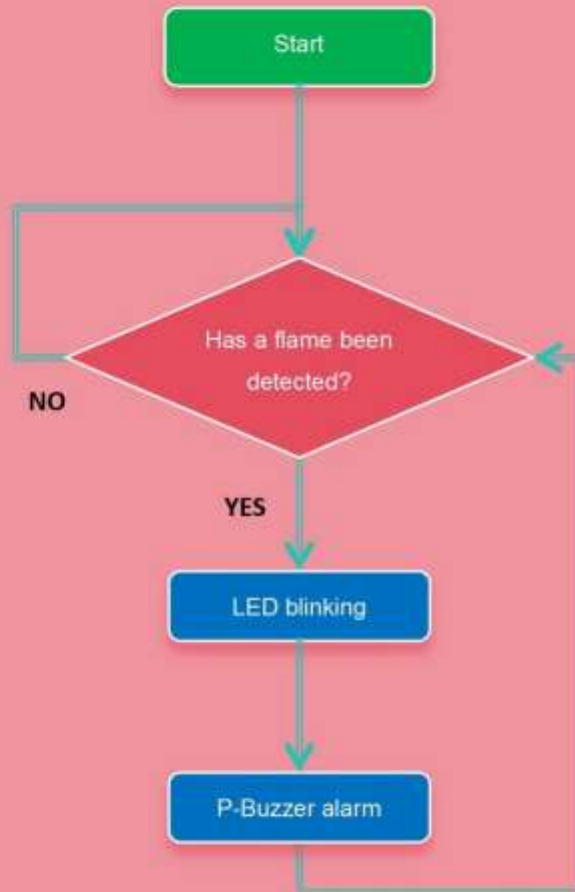 Start
Has a flame been
detected?
NO
YES
LED blinking
P-Buzzer alarm